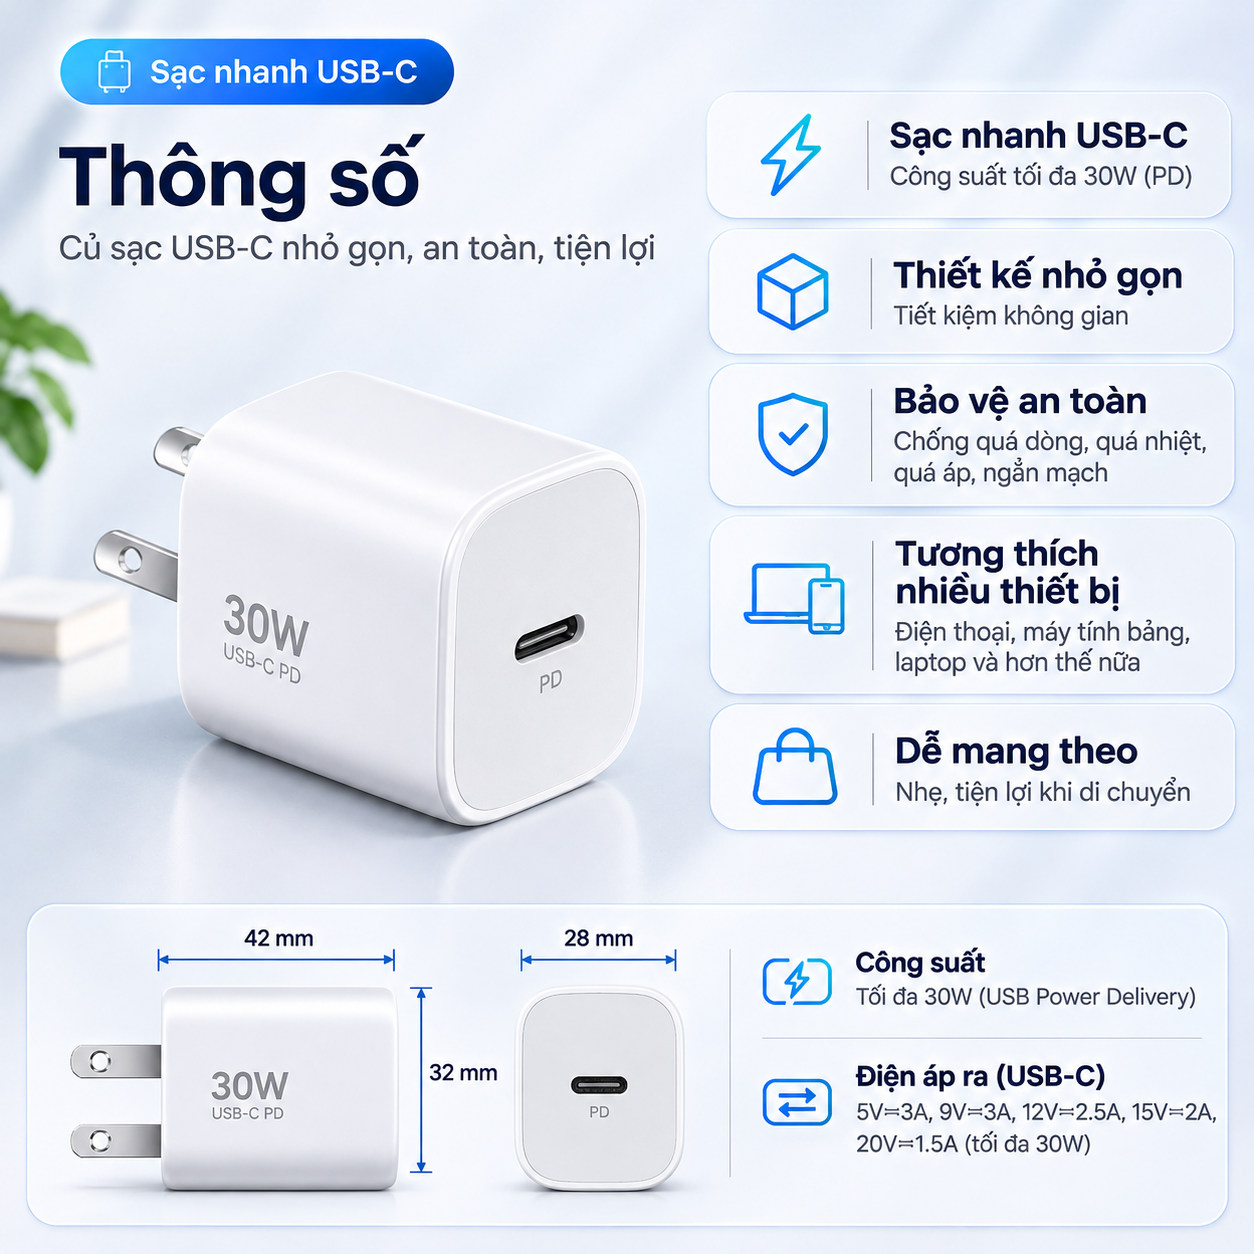 Sạc nhanh USB-C
Thông số
Củ sạc USB-C nhỏ gọn, an toàn, tiện lợi
30W
USB-C PD
PD
Sạc nhanh USB-C
Công suất tối đa 30W (PD)
Thiết kế nhỏ gọn
Tiết kiệm không gian
Bảo vệ an toàn
Chống quá dòng, quá nhiệt,
quá áp, ngắn mạch
Tương thích
nhiều thiết bị
Điện thoại, máy tính bảng,
laptop và hơn thế nữa
Dễ mang theo
Nhẹ, tiện lợi khi di chuyển
42 mm
28 mm
32 mm
30W
USB-C PD
PD
Công suất
Tối đa 30W (USB Power Delivery)
Điện áp ra (USB-C)
5V⎓3A, 9V⎓3A, 12V⎓2.5A, 15V⎓2A,
20V⎓1.5A (tối đa 30W)